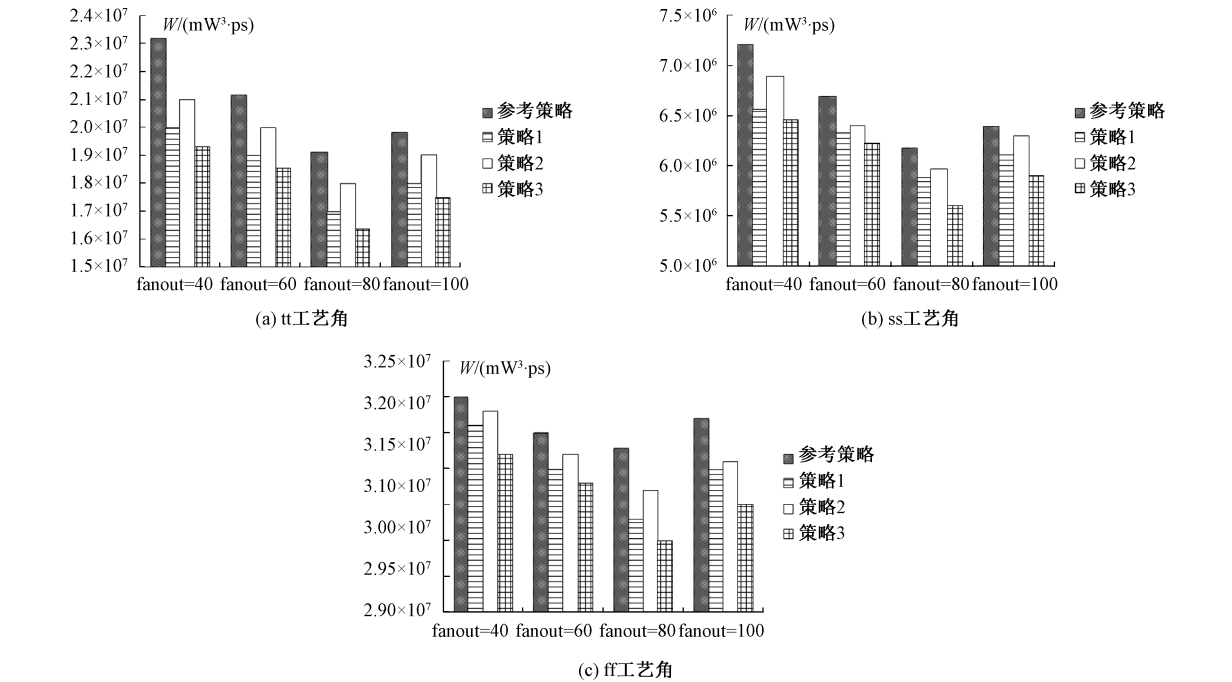 W/(mW³·ps)
2.4×10⁷
2.3×10⁷
2.2×10⁷
2.1×10⁷
2.0×10⁷
1.9×10⁷
1.8×10⁷
1.7×10⁷
1.6×10⁷
1.5×10⁷
fanout=40 fanout=60 fanout=80 fanout=100
参考策略
策略1
策略2
策略3
(a) tt工艺角
W/(mW³·ps)
7.5×10⁶
7.0×10⁶
6.5×10⁶
6.0×10⁶
5.5×10⁶
5.0×10⁶
fanout=40 fanout=60 fanout=80 fanout=100
参考策略
策略1
策略2
策略3
(b) ss工艺角
W/(mW³·ps)
3.25×10⁷
3.20×10⁷
3.15×10⁷
3.10×10⁷
3.00×10⁷
2.95×10⁷
2.90×10⁷
fanout=40 fanout=60 fanout=80 fanout=100
参考策略
策略1
策略2
策略3
(c) ff工艺角